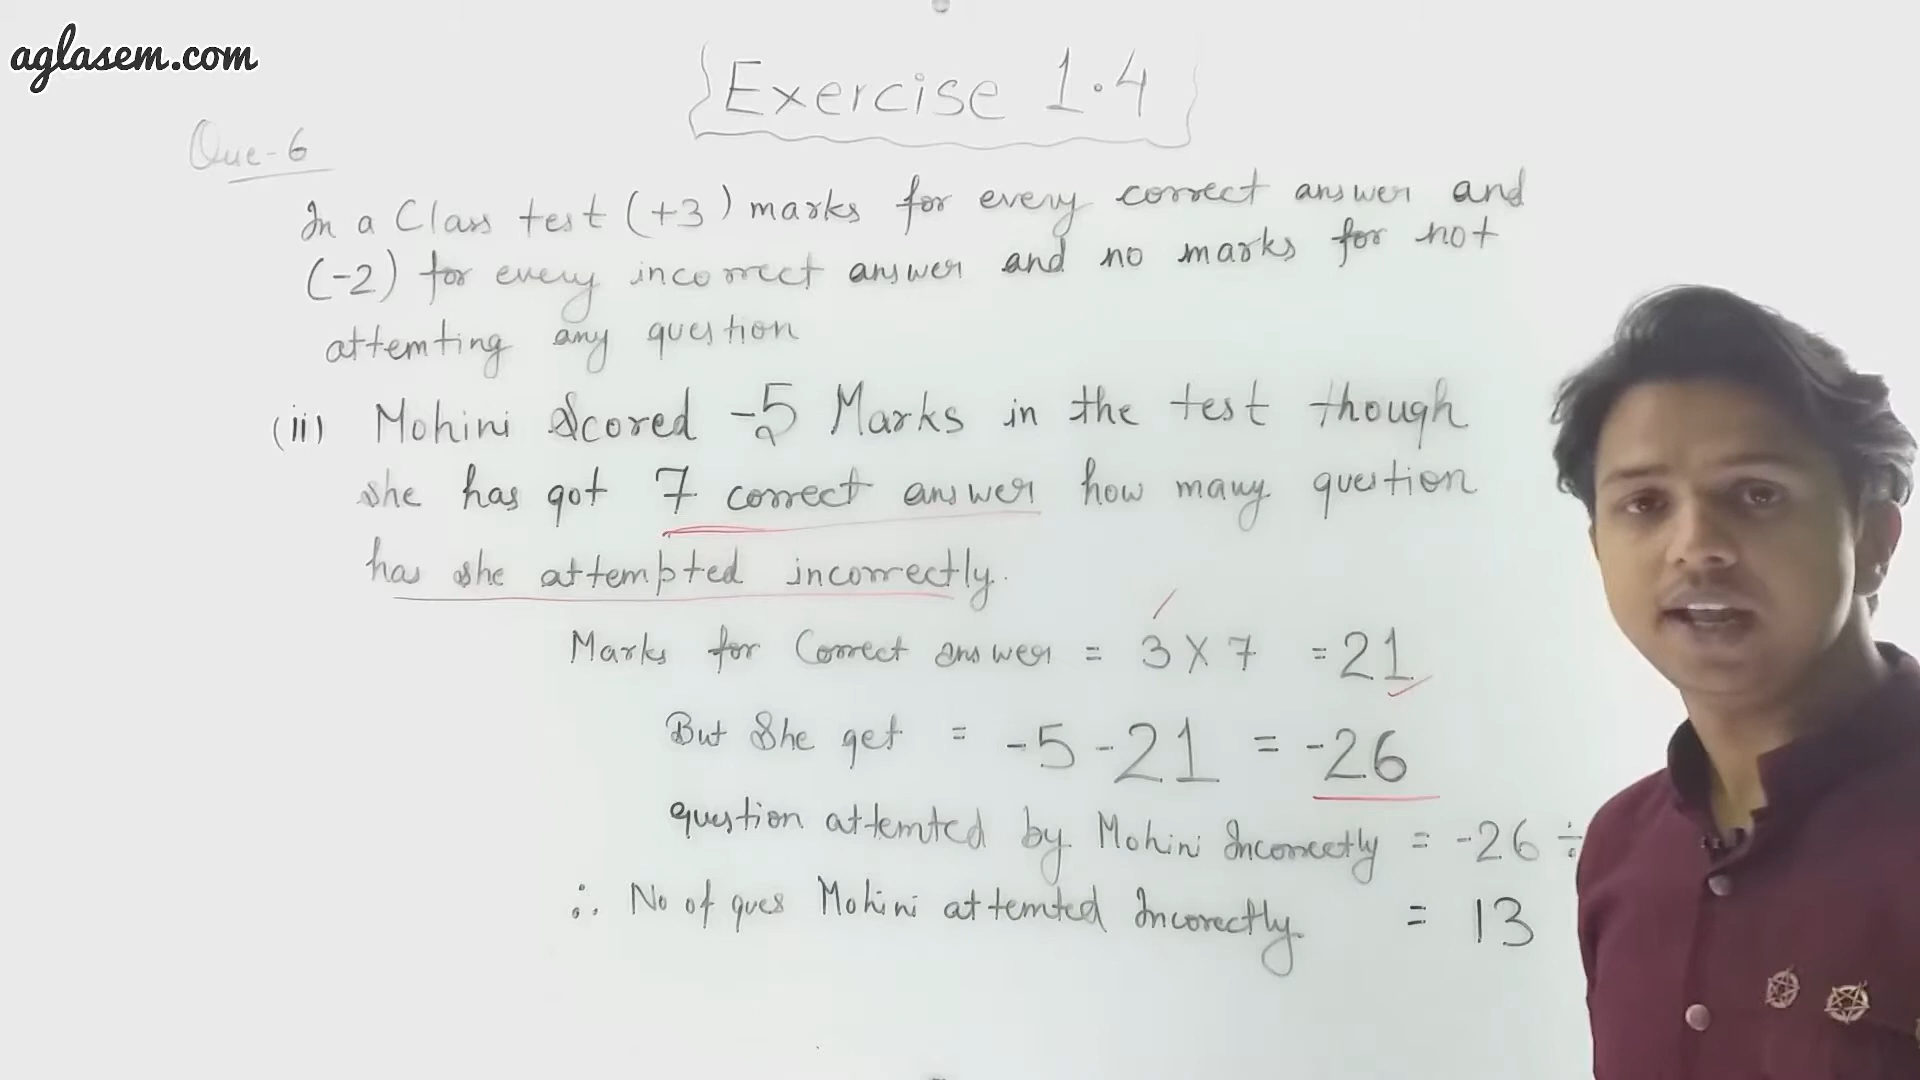 aglasem.com
Exercise 1.4
Que-6
In a Class test (+3) marks for every correct answer and
(-2) for every incorrect answer and no marks for not
attemting any question
(ii) Mohini Scored -5 Marks in the test though
she has got 7 correct answer how many question
has she attempted incorrectly.
Marks for Correct answer = 3 X 7 = 21
But She get = -5 -21 = -26
question attemted by Mohini Incorrectly = -26 ÷
∴ No of ques Mohini attemted Incorectly. = 13